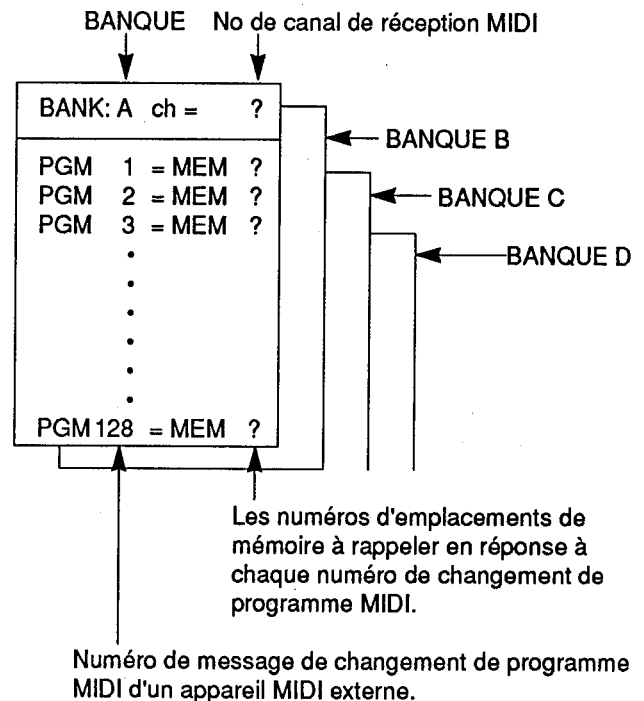 BANQUE No de canal de réception MIDI
BANK: A ch = ?
BANQUE B
PGM 1 = MEM ?
BANQUE C
PGM 2 = MEM ?
PGM 3 = MEM ?
BANQUE D
PGM 128 = MEM ?
Les numéros d'emplacements de
mémoire à rappeler en réponse à
chaque numéro de changement de
programme MIDI.
Numéro de message de changement de programme
MIDI d'un appareil MIDI externe.